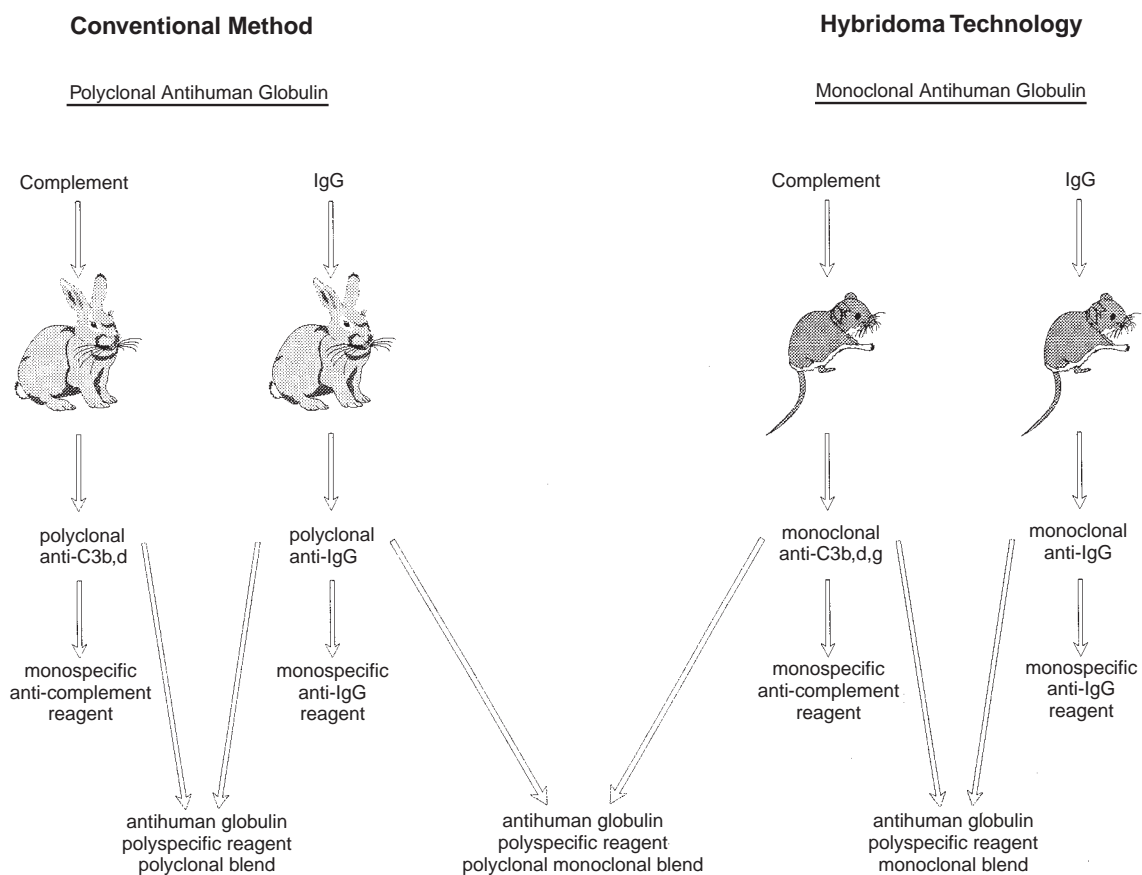 Conventional Method
Hybridoma Technology
Polyclonal Antihuman Globulin
Monoclonal Antihuman Globulin
Complement
IgG
Complement
IgG
polyclonal
anti-C3b,d
polyclonal
anti-IgG
monoclonal
anti-C3b,d,g
monoclonal
anti-IgG
monospecific
anti-complement
reagent
monospecific
anti-IgG
reagent
monospecific
anti-complement
reagent
monospecific
anti-IgG
reagent
antihuman globulin
polyspecific reagent
polyclonal blend
antihuman globulin
polyspecific reagent
polyclonal monoclonal blend
antihuman globulin
polyspecific reagent
monoclonal blend